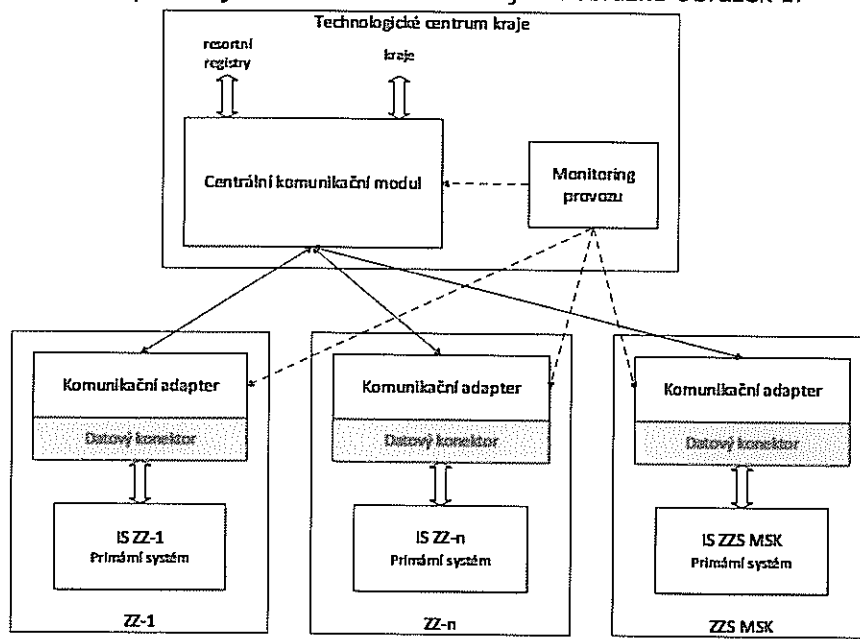 Technologické centrum kraje
resortní
registry
kraje
Centrální komunikační modul
Monitoring
provozu
Komunikační adapter
Datový konektor
IS ZZ-1
Primární systém
ZZ-1
Komunikační adapter
Datový konektor
IS ZZ-n
Primární systém
ZZ-n
Komunikační adapter
Datový konektor
IS ZZS MSK
Primární systém
ZZS MSK